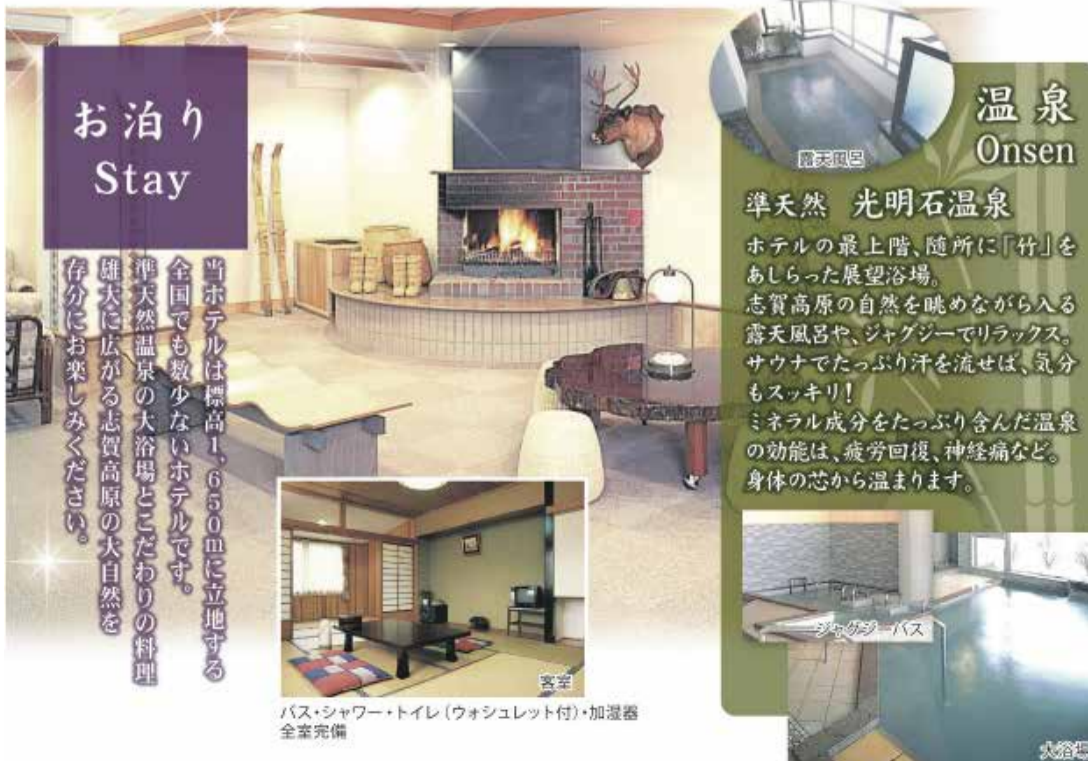 お泊り
Stay
当ホテルは標高1,650mに立地する
全国でも数少ないホテルです。
準天然温泉の大浴場とこだわりの料理
雄大に広がる志賀高原の大自然を
存分にお楽しみください。
客室
バス・シャワー・トイレ(ウォシュレット付)・加湿器
全室完備
露天風呂
温泉
Onsen
準天然 光明石温泉
ホテルの最上階、随所に「竹」を
あしらった展望浴場。
志賀高原の自然を眺めながら入る
露天風呂や、ジャグジーでリラックス。
サウナでたっぷり汗を流せば、気分
もスッキリ!
ミネラル成分をたっぷり含んだ温泉
の効能は、疲労回復、神経痛など。
身体の芯から温まります。
ジャグジーバス
大浴場